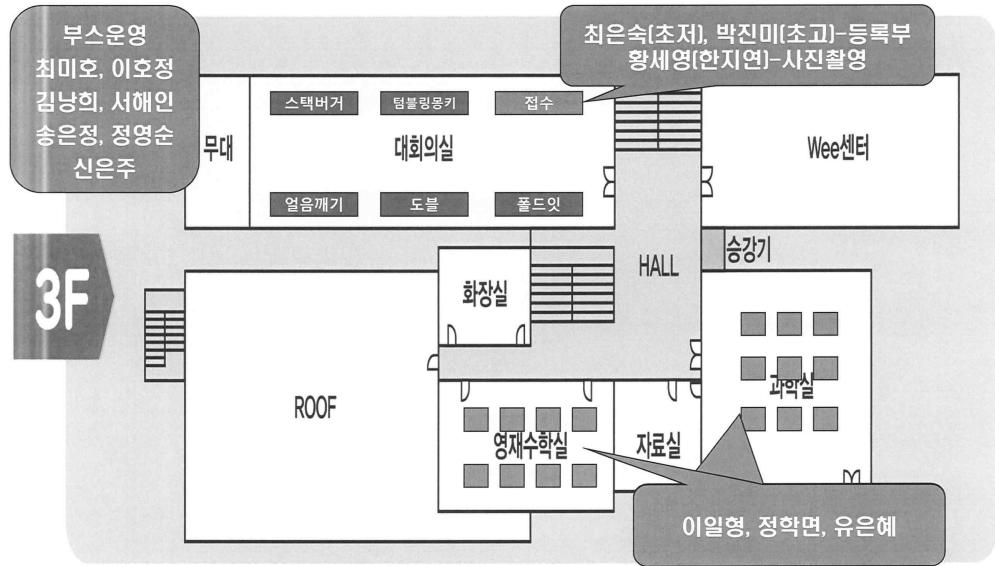 부스운영
최미호, 이호정
김낭희, 서해인
송은정, 정영순
신은주
최은숙(초저), 박진미(초고)-등록부
황세영(한지연)-사진촬영
스택버거
텀블링몽키
접수
무대
대회의실
Wee센터
얼음깨기
도블
폴드잇
HALL
승강기
3F
화장실
ROOF
과학실
영재수학실
자료실
이일형, 정학면, 유은혜